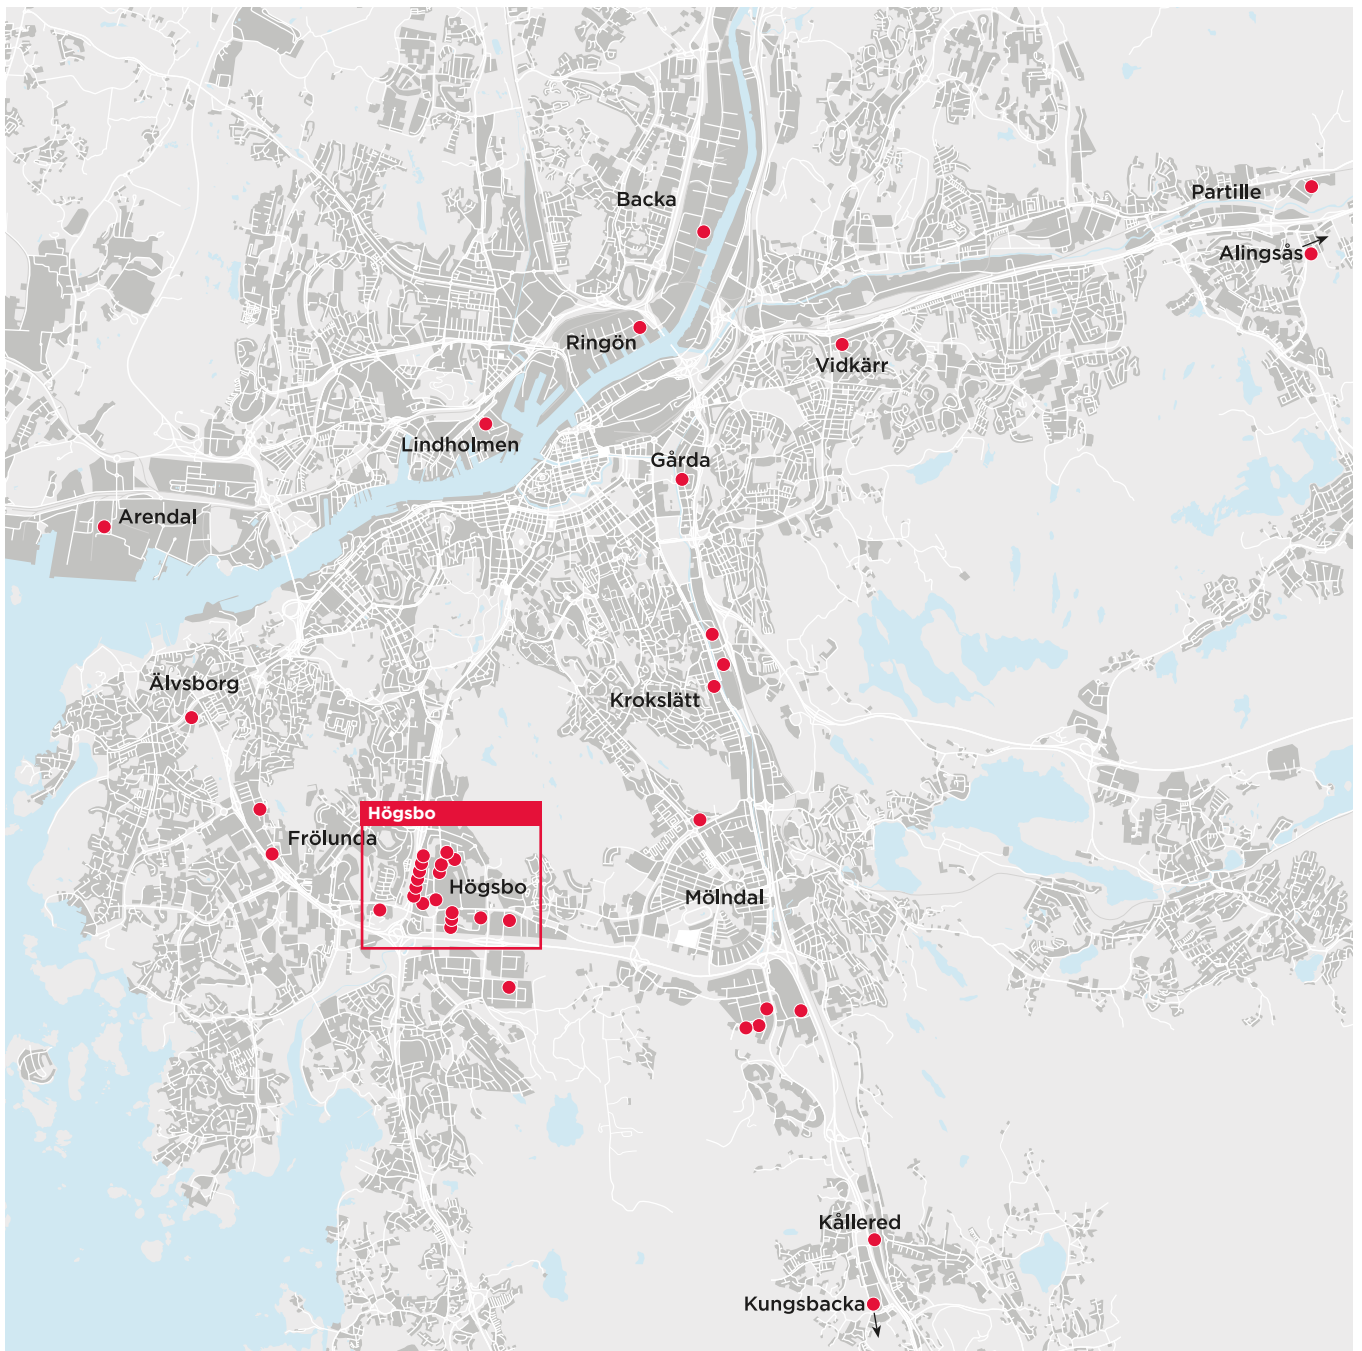 Partille
Backa
Alingsås
Ringön
Vidkärr
Lindholmen
Gårda
Arendal
Älvsborg
Krokslätt
Högsbo
Frölunda
Högsbo
Mölndal
Kållered
Kungsbacka